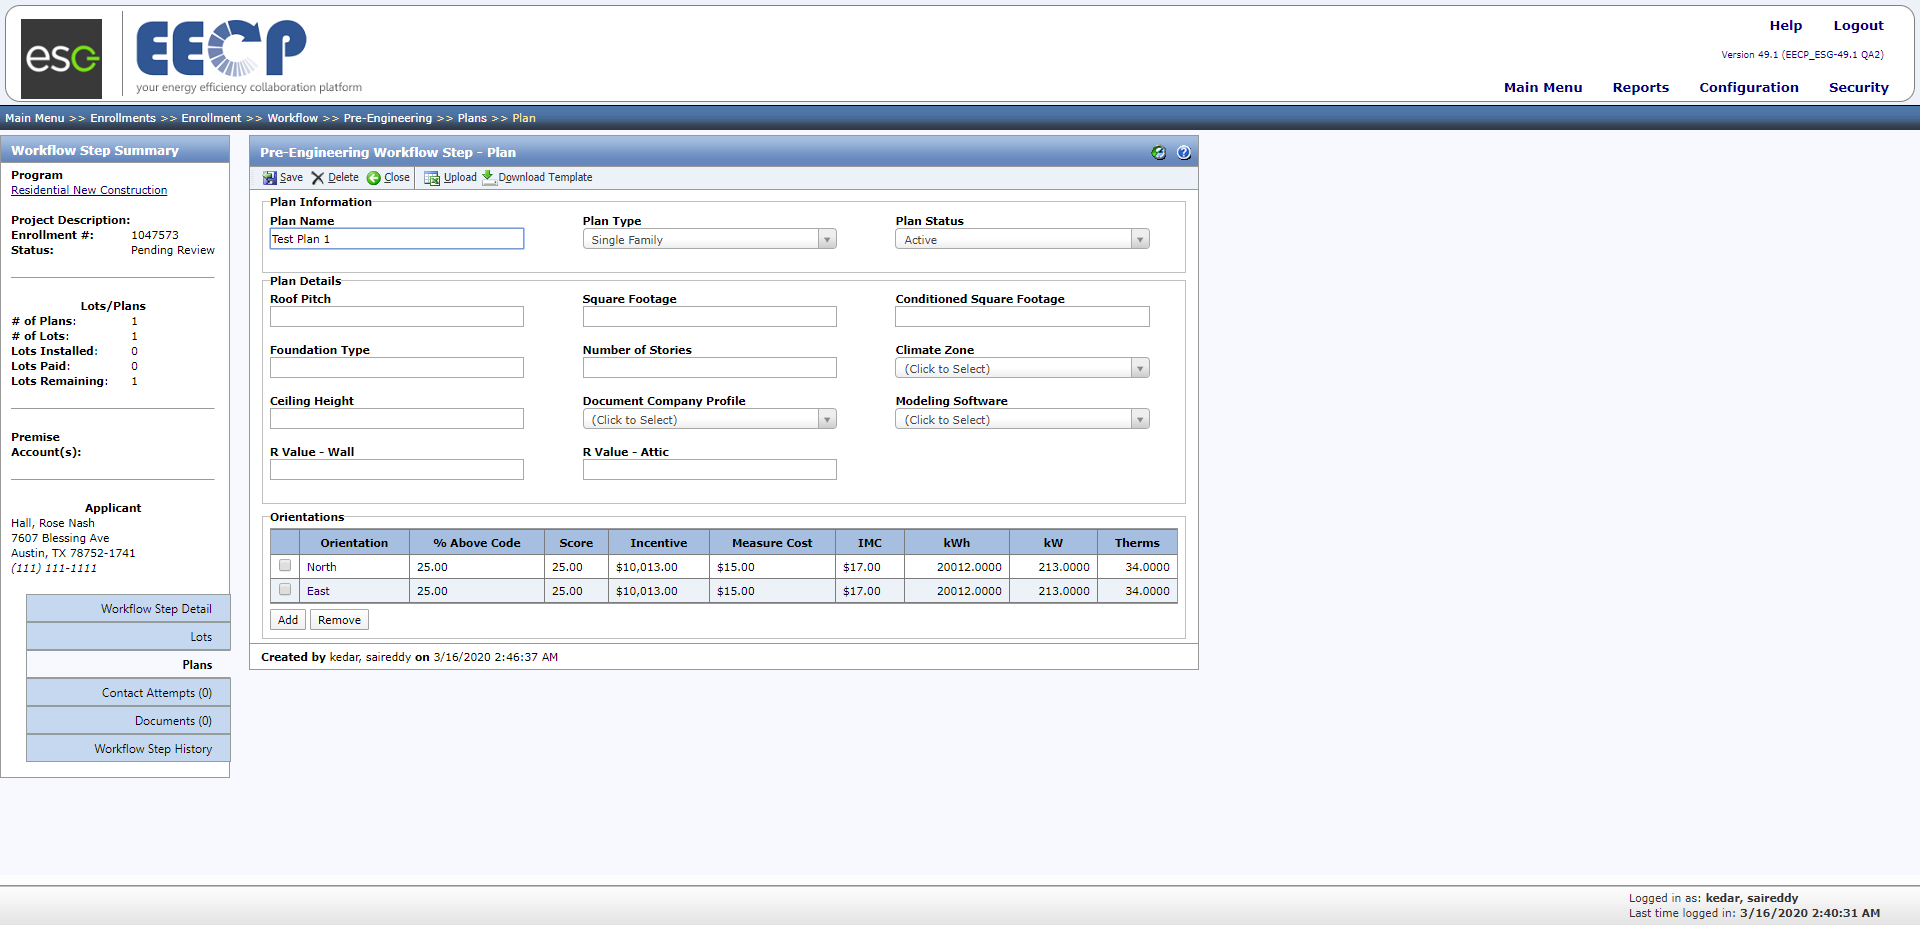 Help Logout
esg
EECP
Version 49.1 (EECP_ESG-49.1 QA2)
your energy efficiency collaboration platform
Main Menu Reports Configuration Security
Main Menu >> Enrollments >> Enrollment >> Workflow >> Pre-Engineering >> Plans >> Plan
Workflow Step Summary
Program
Residential New Construction
Project Description:
Enrollment #: 1047573
Status: Pending Review
Lots/Plans
# of Plans: 1
# of Lots: 1
Lots Installed: 0
Lots Paid: 0
Lots Remaining: 1
Premise
Account(s):
Applicant
Hall, Rose Nash
7607 Blessing Ave
Austin, TX 78752-1741
(111) 111-1111
Workflow Step Detail
Lots
Plans
Contact Attempts (0)
Documents (0)
Workflow Step History
Pre-Engineering Workflow Step - Plan
Save Delete Close Upload Download Template
Plan Information
Plan Name Plan Type Plan Status
Test Plan 1 Single Family Active
Plan Details
Roof Pitch Square Footage Conditioned Square Footage
Foundation Type Number of Stories Climate Zone
(Click to Select)
Ceiling Height Document Company Profile Modeling Software
(Click to Select) (Click to Select)
R Value - Wall R Value - Attic
Orientations
Orientation % Above Code Score Incentive Measure Cost IMC kWh kW Therms
North 25.00 25.00 $10,013.00 $15.00 $17.00 20012.0000 213.0000 34.0000
East 25.00 25.00 $10,013.00 $15.00 $17.00 20012.0000 213.0000 34.0000
Add Remove
Created by kedar, saireddy on 3/16/2020 2:46:37 AM
Logged in as: kedar, saireddy
Last time logged in: 3/16/2020 2:40:31 AM